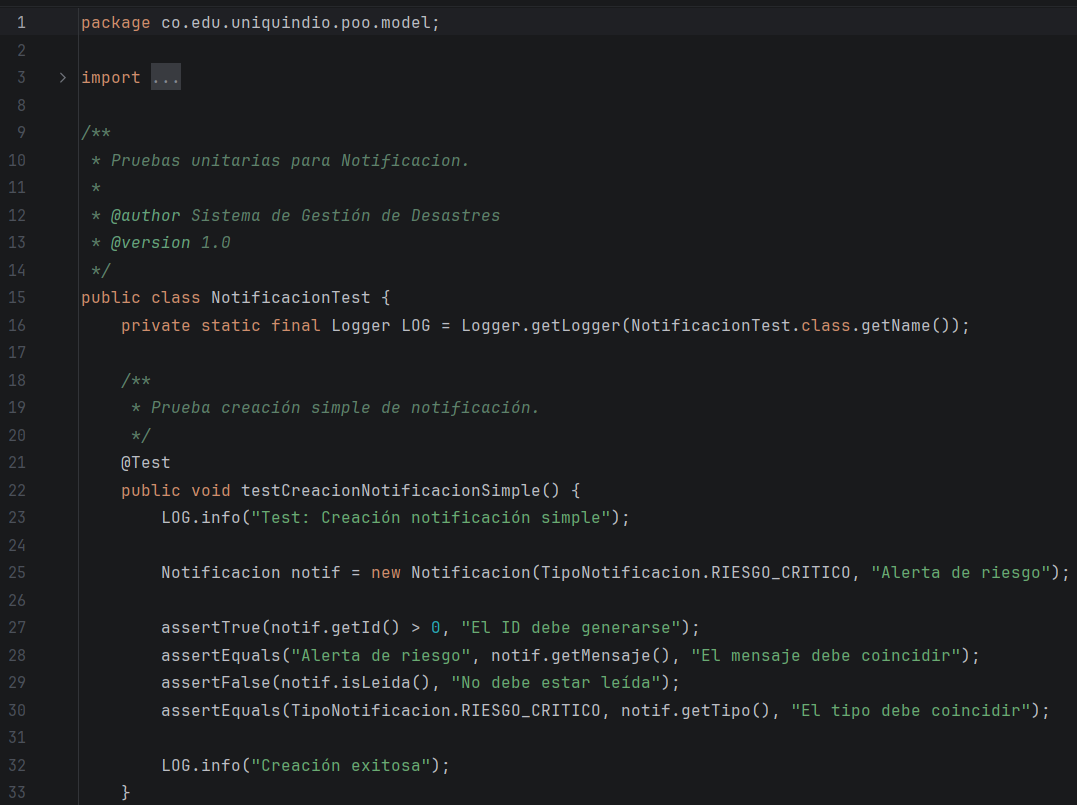 1 package co.edu.uniquindio.poo.model;
2
3 > import ...
8
9 /**
10 * Pruebas unitarias para Notificacion.
11 *
12 * @author Sistema de Gestión de Desastres
13 * @version 1.0
14 */
15 public class NotificacionTest {
16 private static final Logger LOG = Logger.getLogger(NotificacionTest.class.getName());
17
18 /**
19 * Prueba creación simple de notificación.
20 */
21 @Test
22 public void testCreacionNotificacionSimple() {
23 LOG.info("Test: Creación notificación simple");
24
25 Notificacion notif = new Notificacion(TipoNotificacion.RIESGO_CRITICO, "Alerta de riesgo");
26
27 assertTrue(notif.getId() > 0, "El ID debe generarse");
28 assertEquals("Alerta de riesgo", notif.getMensaje(), "El mensaje debe coincidir");
29 assertFalse(notif.isLeida(), "No debe estar leída");
30 assertEquals(TipoNotificacion.RIESGO_CRITICO, notif.getTipo(), "El tipo debe coincidir");
31
32 LOG.info("Creación exitosa");
33 }